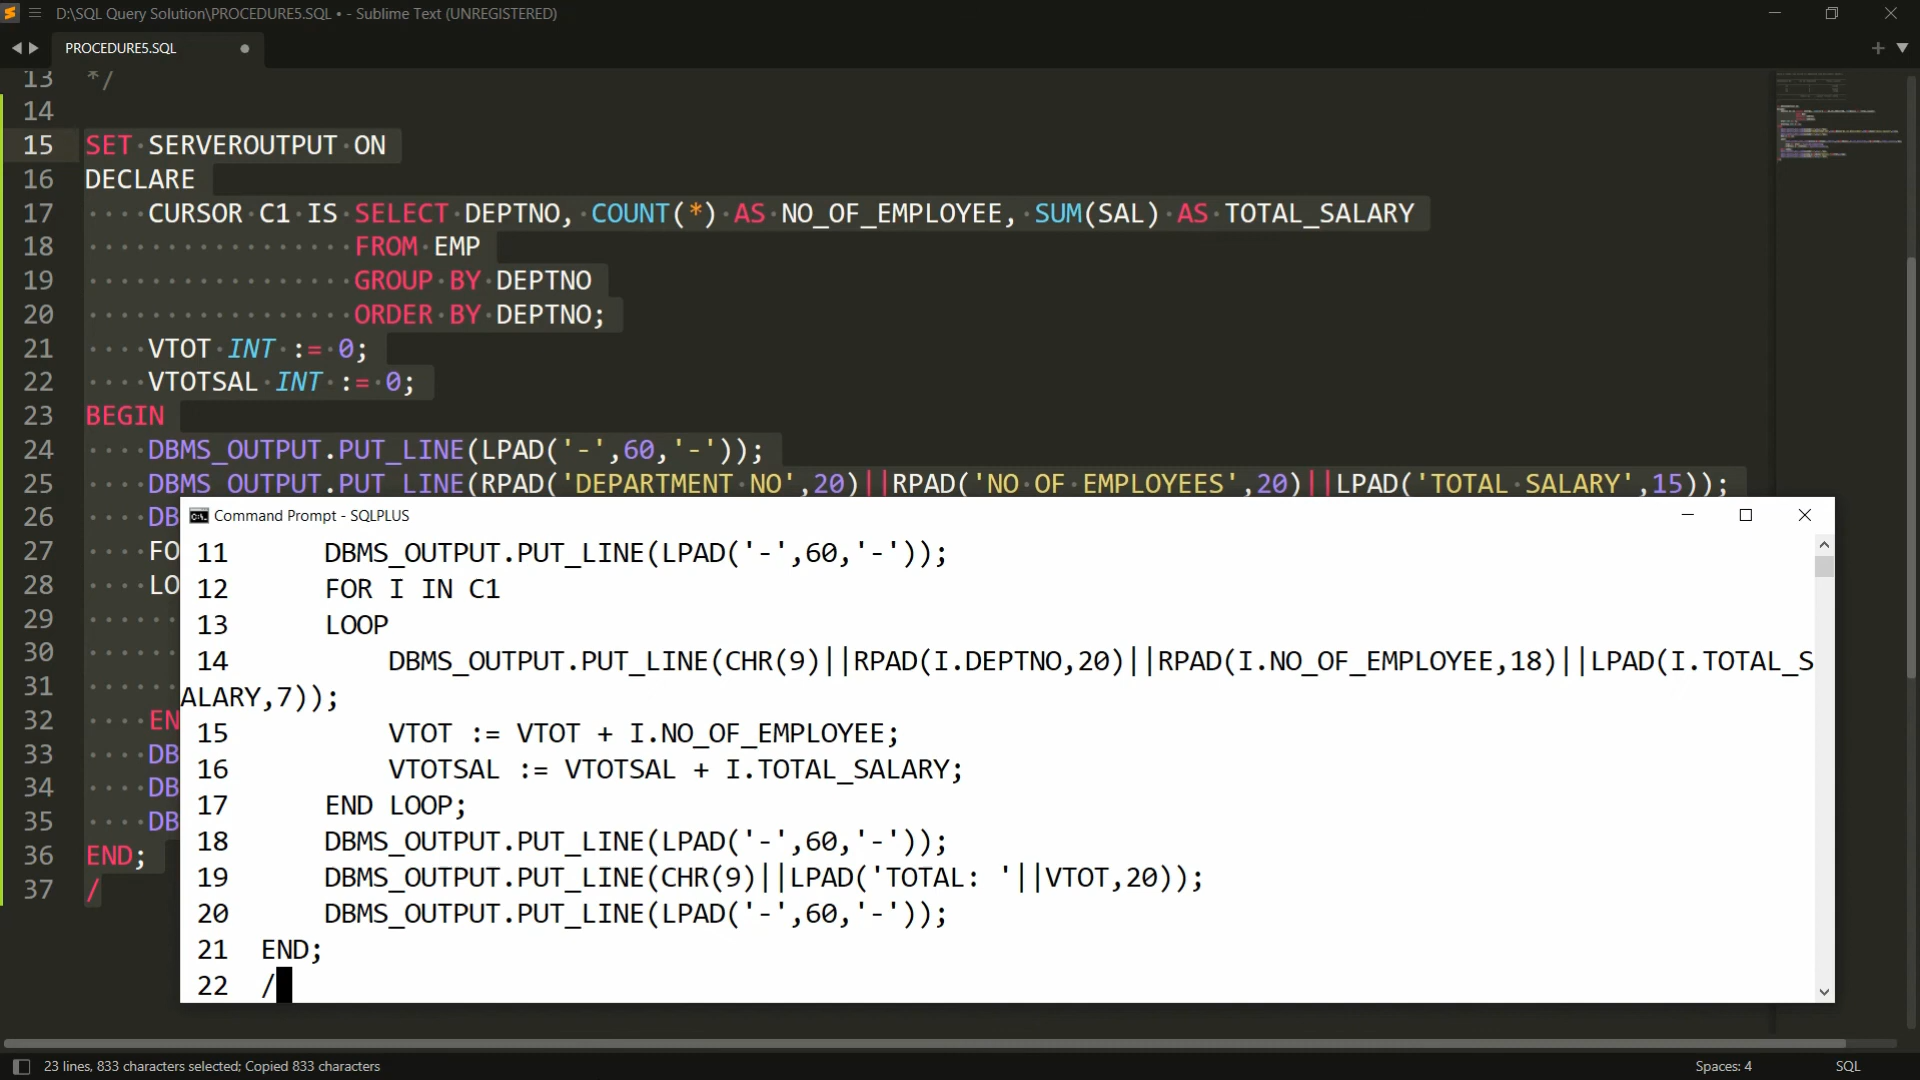 D:\SQL Query Solution\PROCEDURE5.SQL • - Sublime Text (UNREGISTERED)
PROCEDURE5.SQL
13 */
14
15 SET SERVEROUTPUT ON
16 DECLARE
17 CURSOR C1 IS SELECT DEPTNO, COUNT(*) AS NO_OF_EMPLOYEE, SUM(SAL) AS TOTAL_SALARY
18 FROM EMP
19 GROUP BY DEPTNO
20 ORDER BY DEPTNO;
21 VTOT INT := 0;
22 VTOTSAL INT := 0;
23 BEGIN
24 DBMS_OUTPUT.PUT_LINE(LPAD('-',60,'-'));
25 DBMS_OUTPUT.PUT_LINE(RPAD('DEPARTMENT NO',20)||RPAD('NO OF EMPLOYEES',20)||LPAD('TOTAL SALARY',15));
26 DB
27 FO
28 LO
29
30
31
32 EN
33 DB
34 DB
35 DB
36 END;
37 /
Command Prompt - SQLPLUS
11 DBMS_OUTPUT.PUT_LINE(LPAD('-',60,'-'));
12 FOR I IN C1
13 LOOP
14 DBMS_OUTPUT.PUT_LINE(CHR(9)||RPAD(I.DEPTNO,20)||RPAD(I.NO_OF_EMPLOYEE,18)||LPAD(I.TOTAL_S
ALARY,7));
15 VTOT := VTOT + I.NO_OF_EMPLOYEE;
16 VTOTSAL := VTOTSAL + I.TOTAL_SALARY;
17 END LOOP;
18 DBMS_OUTPUT.PUT_LINE(LPAD('-',60,'-'));
19 DBMS_OUTPUT.PUT_LINE(CHR(9)||LPAD('TOTAL: '||VTOT,20));
20 DBMS_OUTPUT.PUT_LINE(LPAD('-',60,'-'));
21 END;
22 /
23 lines, 833 characters selected; Copied 833 characters
Spaces: 4
SQL